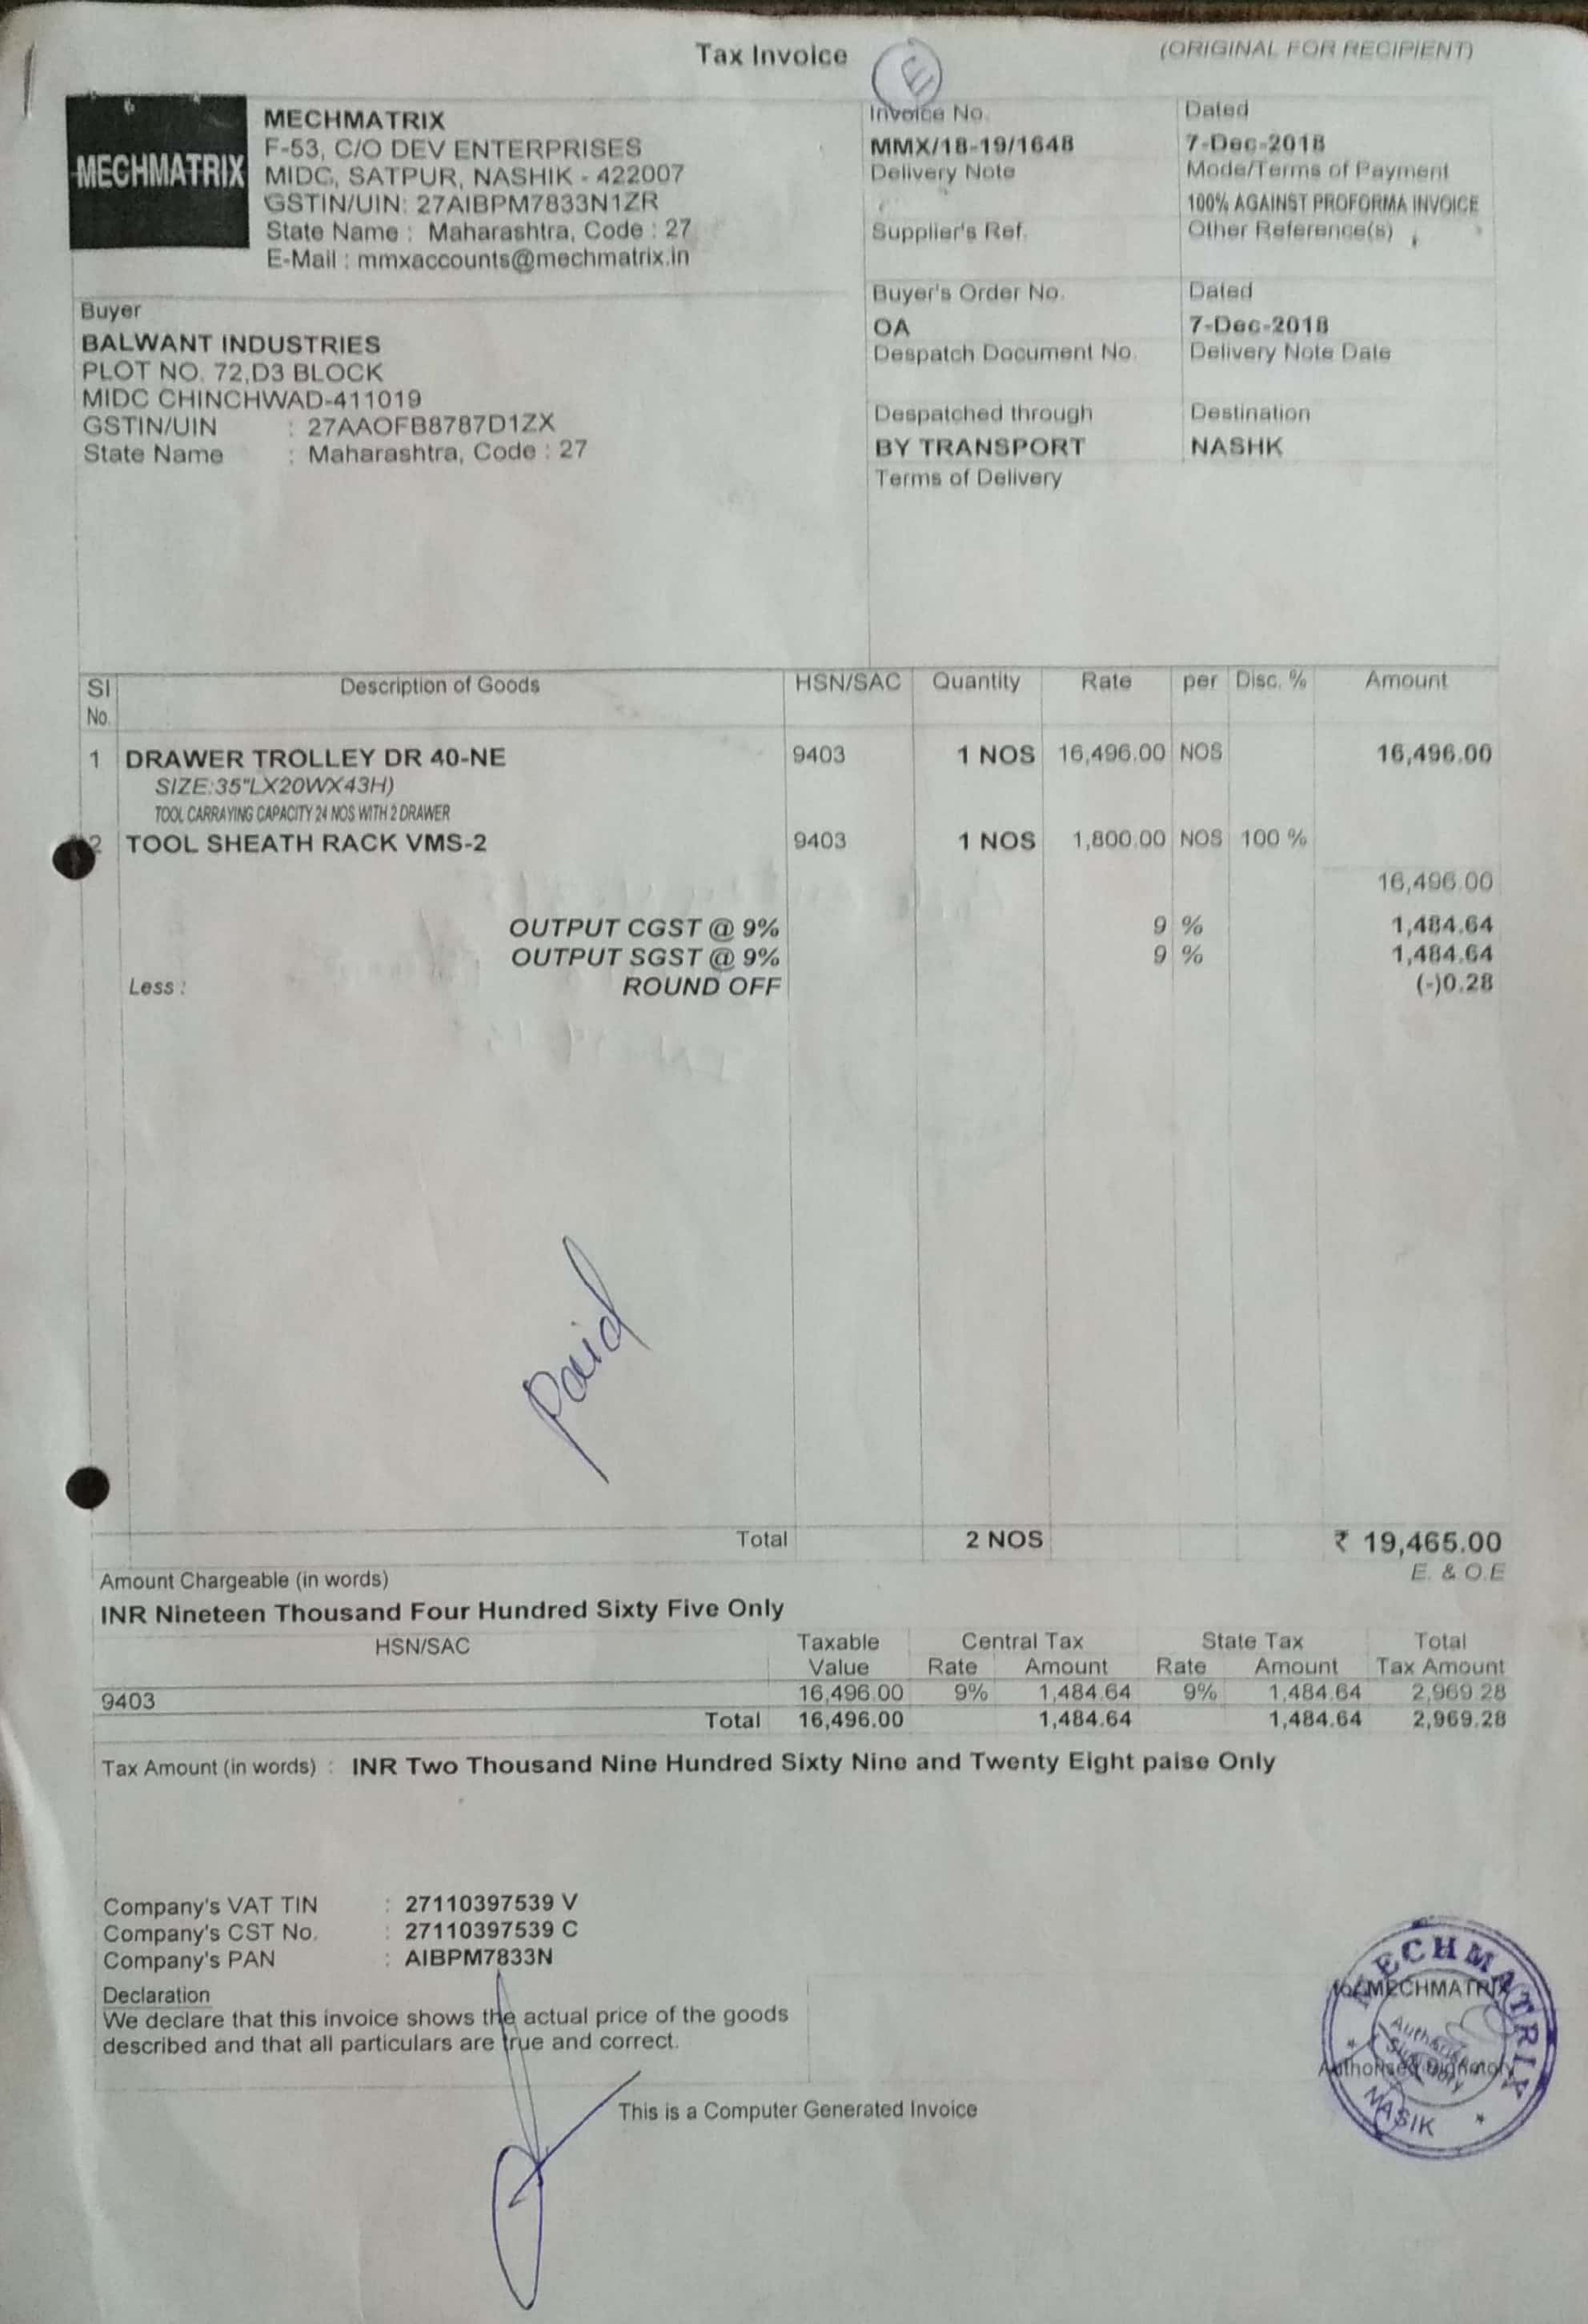 Tax Invoice
(ORIGINAL FOR RECIPIENT)
E
MECHMATRIX
MECHMATRIX
F-53, C/O DEV ENTERPRISES
MIDC, SATPUR, NASHIK - 422007
GSTIN/UIN: 27AIBPM7833N1ZR
State Name : Maharashtra, Code : 27
E-Mail : mmxaccounts@mechmatrix.in
Invoice No. Dated
MMX/18-19/1648 7-Dec-2018
Delivery Note Mode/Terms of Payment
100% AGAINST PROFORMA INVOICE
Supplier's Ref. Other Reference(s)
Buyer
BALWANT INDUSTRIES
PLOT NO. 72,D3 BLOCK
MIDC CHINCHWAD-411019
GSTIN/UIN : 27AAOFB8787D1ZX
State Name : Maharashtra, Code : 27
Buyer's Order No. Dated
OA 7-Dec-2018
Despatch Document No. Delivery Note Date
Despatched through Destination
BY TRANSPORT NASHK
Terms of Delivery
Sl No. Description of Goods HSN/SAC Quantity Rate per Disc. % Amount
1 DRAWER TROLLEY DR 40-NE 9403 1 NOS 16,496.00 NOS 16,496.00
SIZE:35"LX20WX43H)
TOOL CARRAYING CAPACITY 24 NOS WITH 2 DRAWER
2 TOOL SHEATH RACK VMS-2 9403 1 NOS 1,800.00 NOS 100 %
16,496.00
OUTPUT CGST @ 9% 9 % 1,484.64
OUTPUT SGST @ 9% 9 % 1,484.64
Less : ROUND OFF (-)0.28
Paid
Total 2 NOS ₹ 19,465.00
Amount Chargeable (in words) E. & O.E
INR Nineteen Thousand Four Hundred Sixty Five Only
HSN/SAC Taxable Central Tax State Tax Total
Value Rate Amount Rate Amount Tax Amount
9403 16,496.00 9% 1,484.64 9% 1,484.64 2,969.28
Total 16,496.00 1,484.64 1,484.64 2,969.28
Tax Amount (in words) : INR Two Thousand Nine Hundred Sixty Nine and Twenty Eight paise Only
Company's VAT TIN : 27110397539 V
Company's CST No. : 27110397539 C
Company's PAN : AIBPM7833N
Declaration
We declare that this invoice shows the actual price of the goods
described and that all particulars are true and correct.
for MECHMATRIX
Authorised Signatory
MECHMATRIX
Authorised
Signatory
NASIK
This is a Computer Generated Invoice